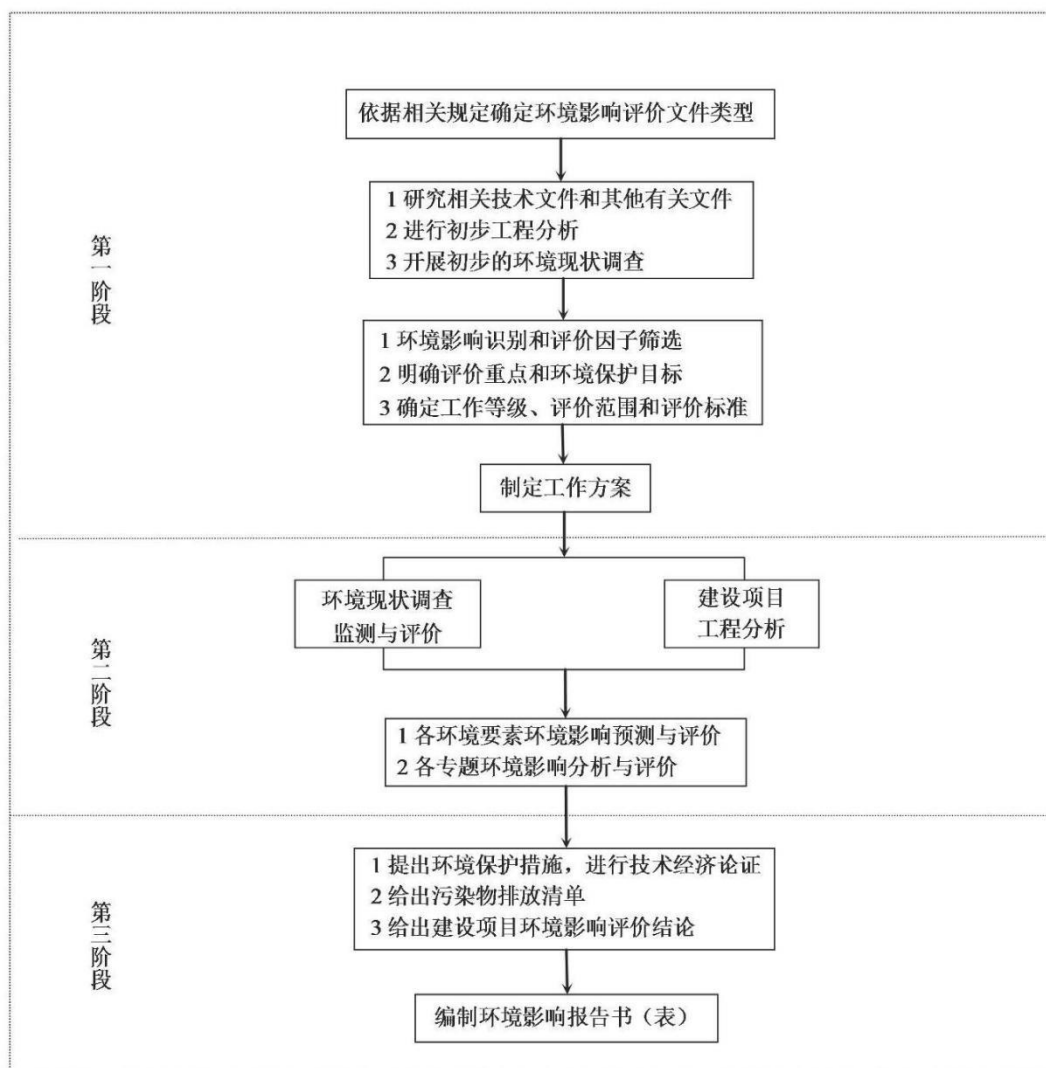 依据相关规定确定环境影响评价文件类型
1 研究相关技术文件和其他有关文件
2 进行初步工程分析
3 开展初步的环境现状调查
第一阶段
1 环境影响识别和评价因子筛选
2 明确评价重点和环境保护目标
3 确定工作等级、评价范围和评价标准
制定工作方案
环境现状调查
监测与评价
建设项目
工程分析
第二阶段
1 各环境要素环境影响预测与评价
2 各专题环境影响分析与评价
1 提出环境保护措施，进行技术经济论证
2 给出污染物排放清单
3 给出建设项目环境影响评价结论
第三阶段
编制环境影响报告书（表）